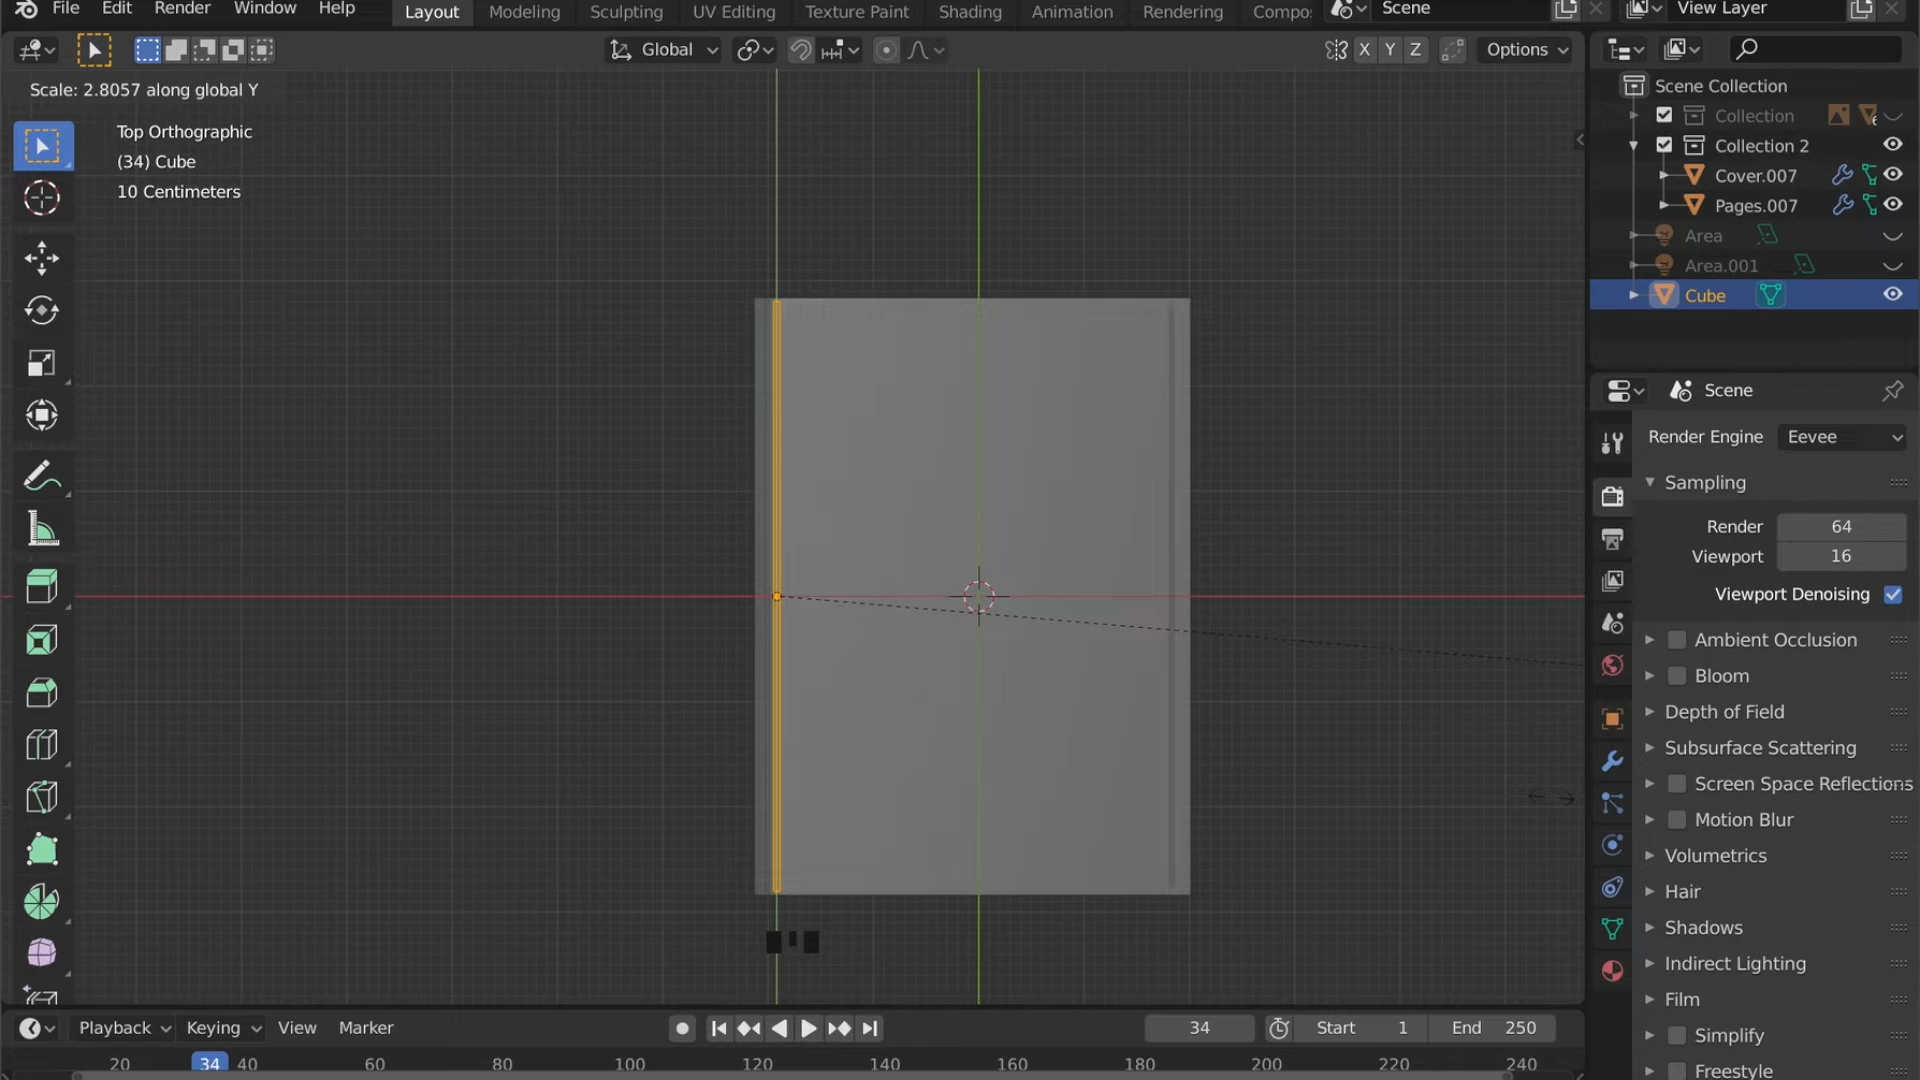 File Edit Render Window Help Layout Modeling Sculpting UV Editing Texture Paint Shading Animation Rendering Compo Scene View Layer
Global X Y Z Options
Scale: 2.8057 along global Y
Top Orthographic
(34) Cube
10 Centimeters
Scene Collection
Collection
Collection 2
Cover.007
Pages.007
Area
Area.001
Cube
Scene
Render Engine Eevee
Sampling
Render 64
Viewport 16
Viewport Denoising
Ambient Occlusion
Bloom
Depth of Field
Subsurface Scattering
Screen Space Reflections
Motion Blur
Volumetrics
Hair
Shadows
Indirect Lighting
Film
Simplify
Freestyle
Playback Keying View Marker 34 Start 1 End 250
20 34 40 60 80 100 120 140 160 180 200 220 240